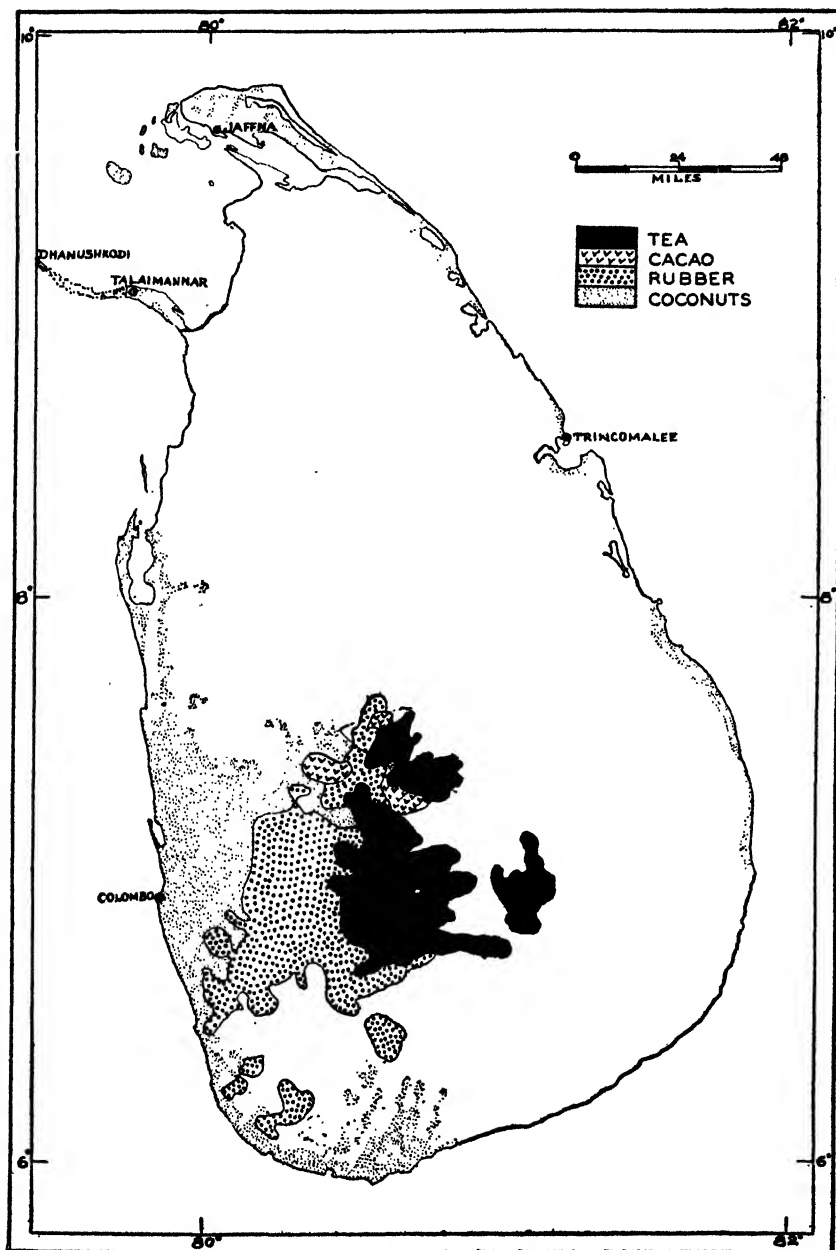 80° 82°
10° 10°
JAFFNA
0 24 48
MILES
TEA
CACAO
RUBBER
COCONUTS
DHANUSHKODI
TALAIMANNAR
TRINCOMALEE
8° 8°
COLOMBO
6° 6°
80° 82°